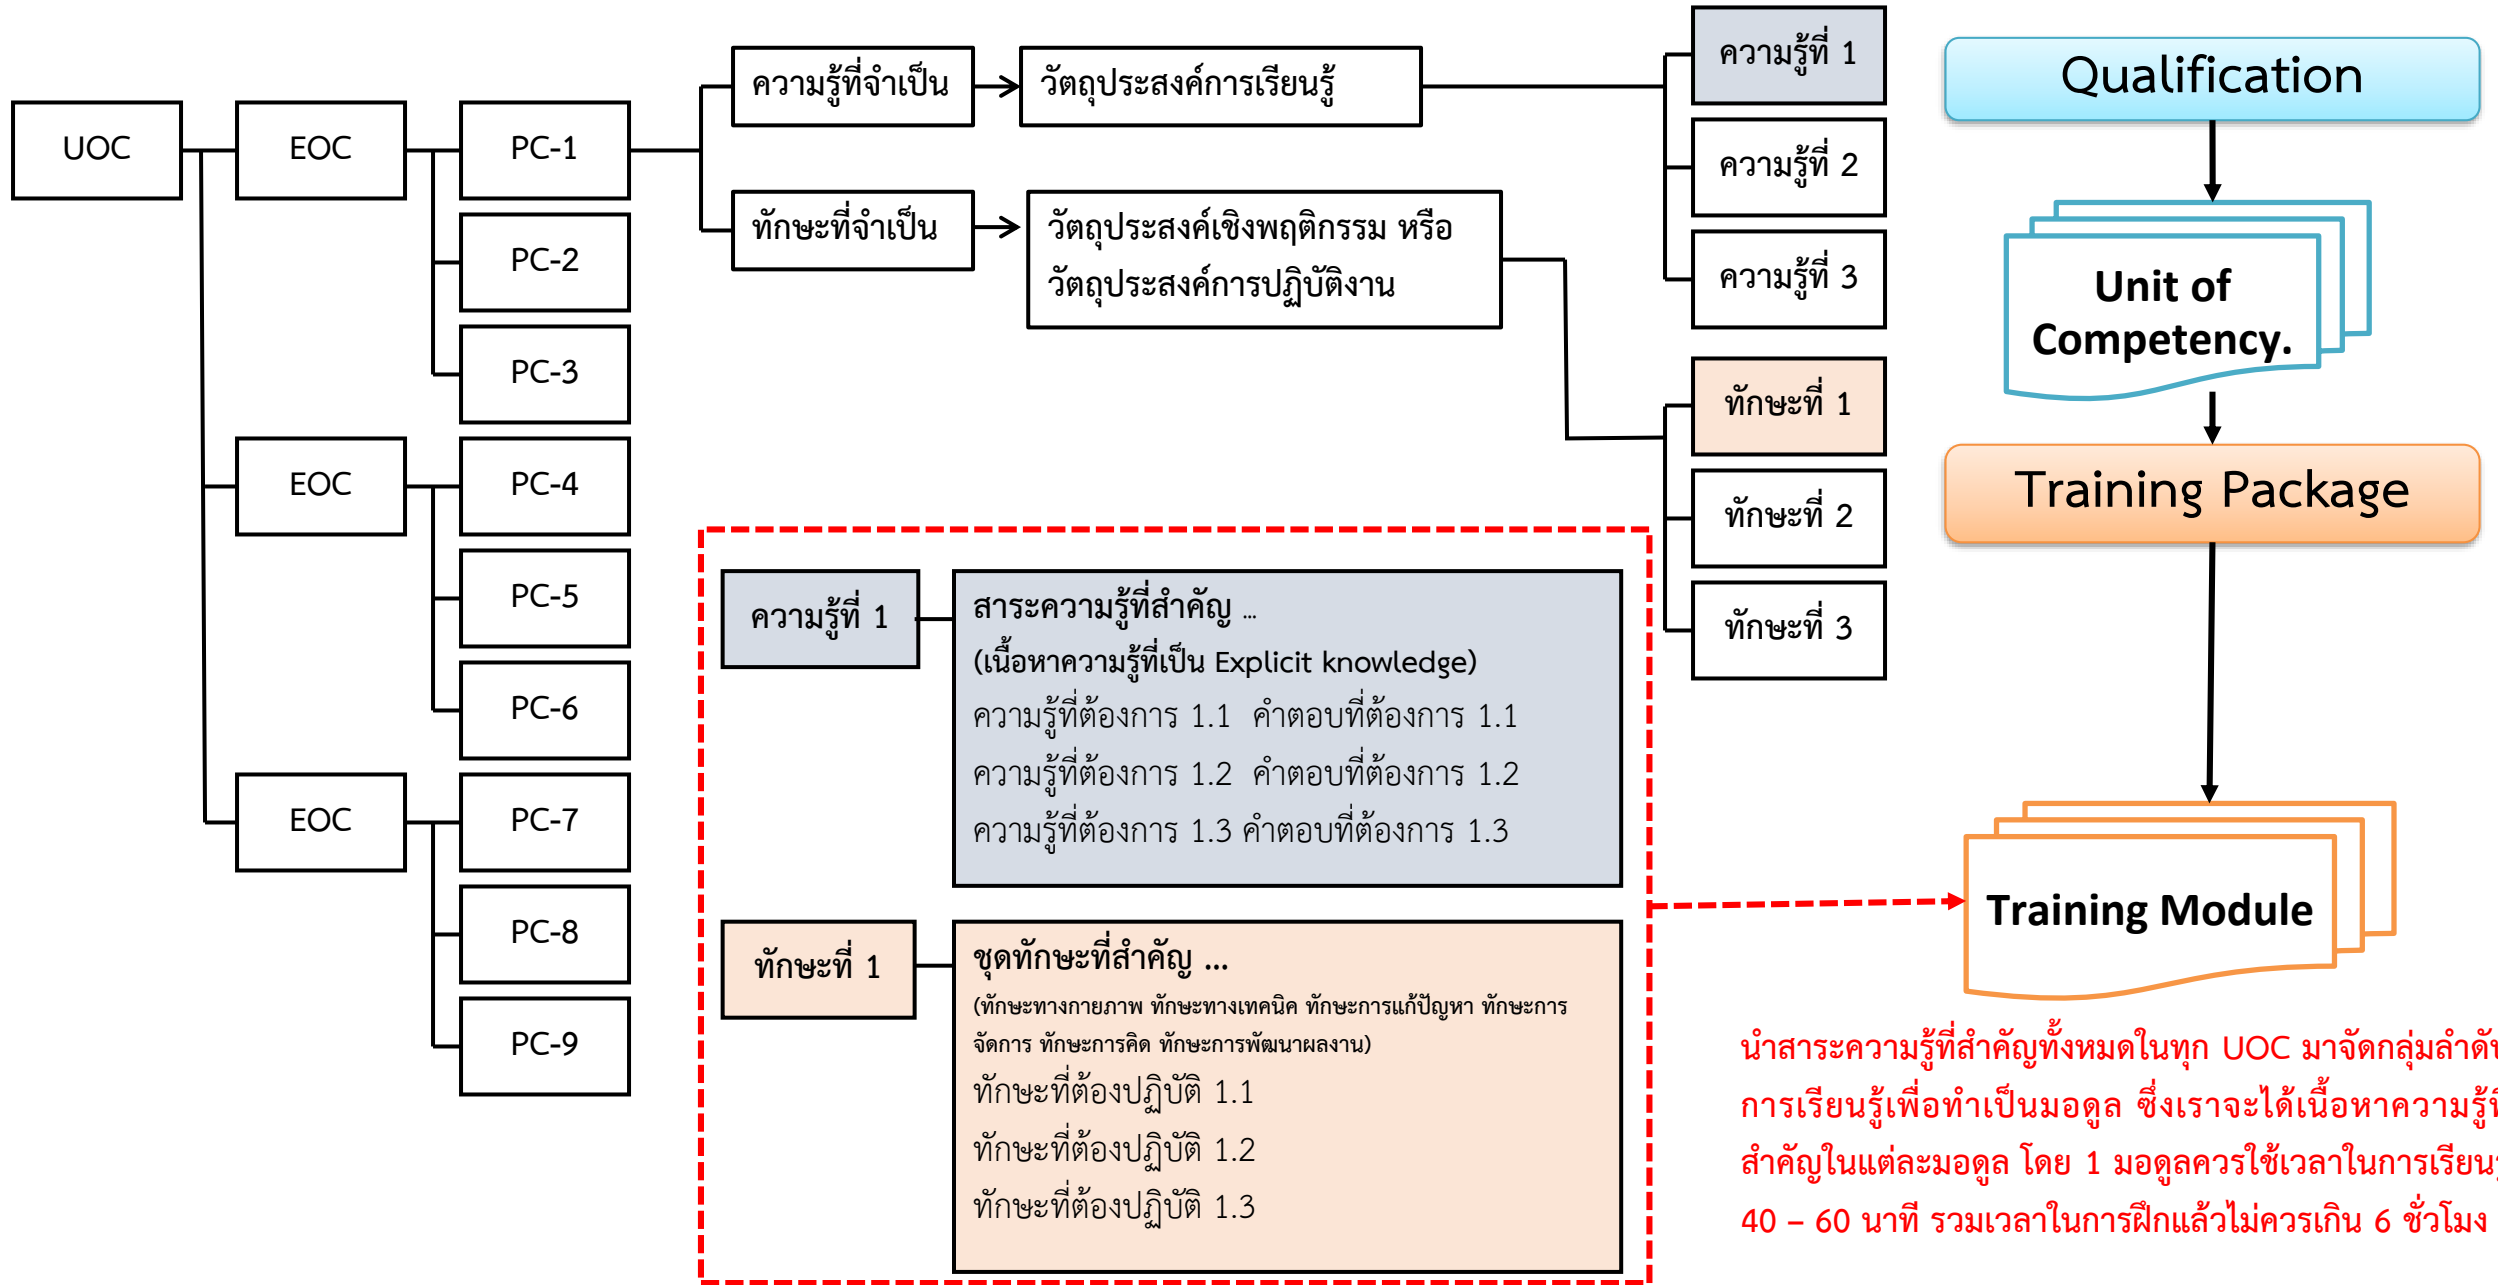 UOC
EOC
PC-1
PC-2
PC-3
EOC
PC-4
PC-5
PC-6
EOC
PC-7
PC-8
PC-9
ความรู้ที่จำเป็น
วัตถุประสงค์การเรียนรู้
ทักษะที่จำเป็น
วัตถุประสงค์เชิงพฤติกรรม หรือ
วัตถุประสงค์การปฏิบัติงาน
ความรู้ที่ 1
ความรู้ที่ 2
ความรู้ที่ 3
ทักษะที่ 1
ทักษะที่ 2
ทักษะที่ 3
ความรู้ที่ 1
สาระความรู้ที่สำคัญ ...
(เนื้อหาความรู้ที่เป็น Explicit knowledge)
ความรู้ที่ต้องการ 1.1 คำตอบที่ต้องการ 1.1
ความรู้ที่ต้องการ 1.2 คำตอบที่ต้องการ 1.2
ความรู้ที่ต้องการ 1.3 คำตอบที่ต้องการ 1.3
ทักษะที่ 1
ชุดทักษะที่สำคัญ ...
(ทักษะทางกายภาพ ทักษะทางเทคนิค ทักษะการแก้ปัญหา ทักษะการ
จัดการ ทักษะการคิด ทักษะการพัฒนาผลงาน)
ทักษะที่ต้องปฏิบัติ 1.1
ทักษะที่ต้องปฏิบัติ 1.2
ทักษะที่ต้องปฏิบัติ 1.3
Qualification
Unit of
Competency.
Training Package
Training Module
นำสาระความรู้ที่สำคัญทั้งหมดในทุก UOC มาจัดกลุ่มลำดับ
การเรียนรู้เพื่อทำเป็นมอดูล ซึ่งเราจะได้เนื้อหาความรู้ที่
สำคัญในแต่ละมอดูล โดย 1 มอดูลควรใช้เวลาในการเรียนรู้
40 – 60 นาที รวมเวลาในการฝึกแล้วไม่ควรเกิน 6 ชั่วโมง